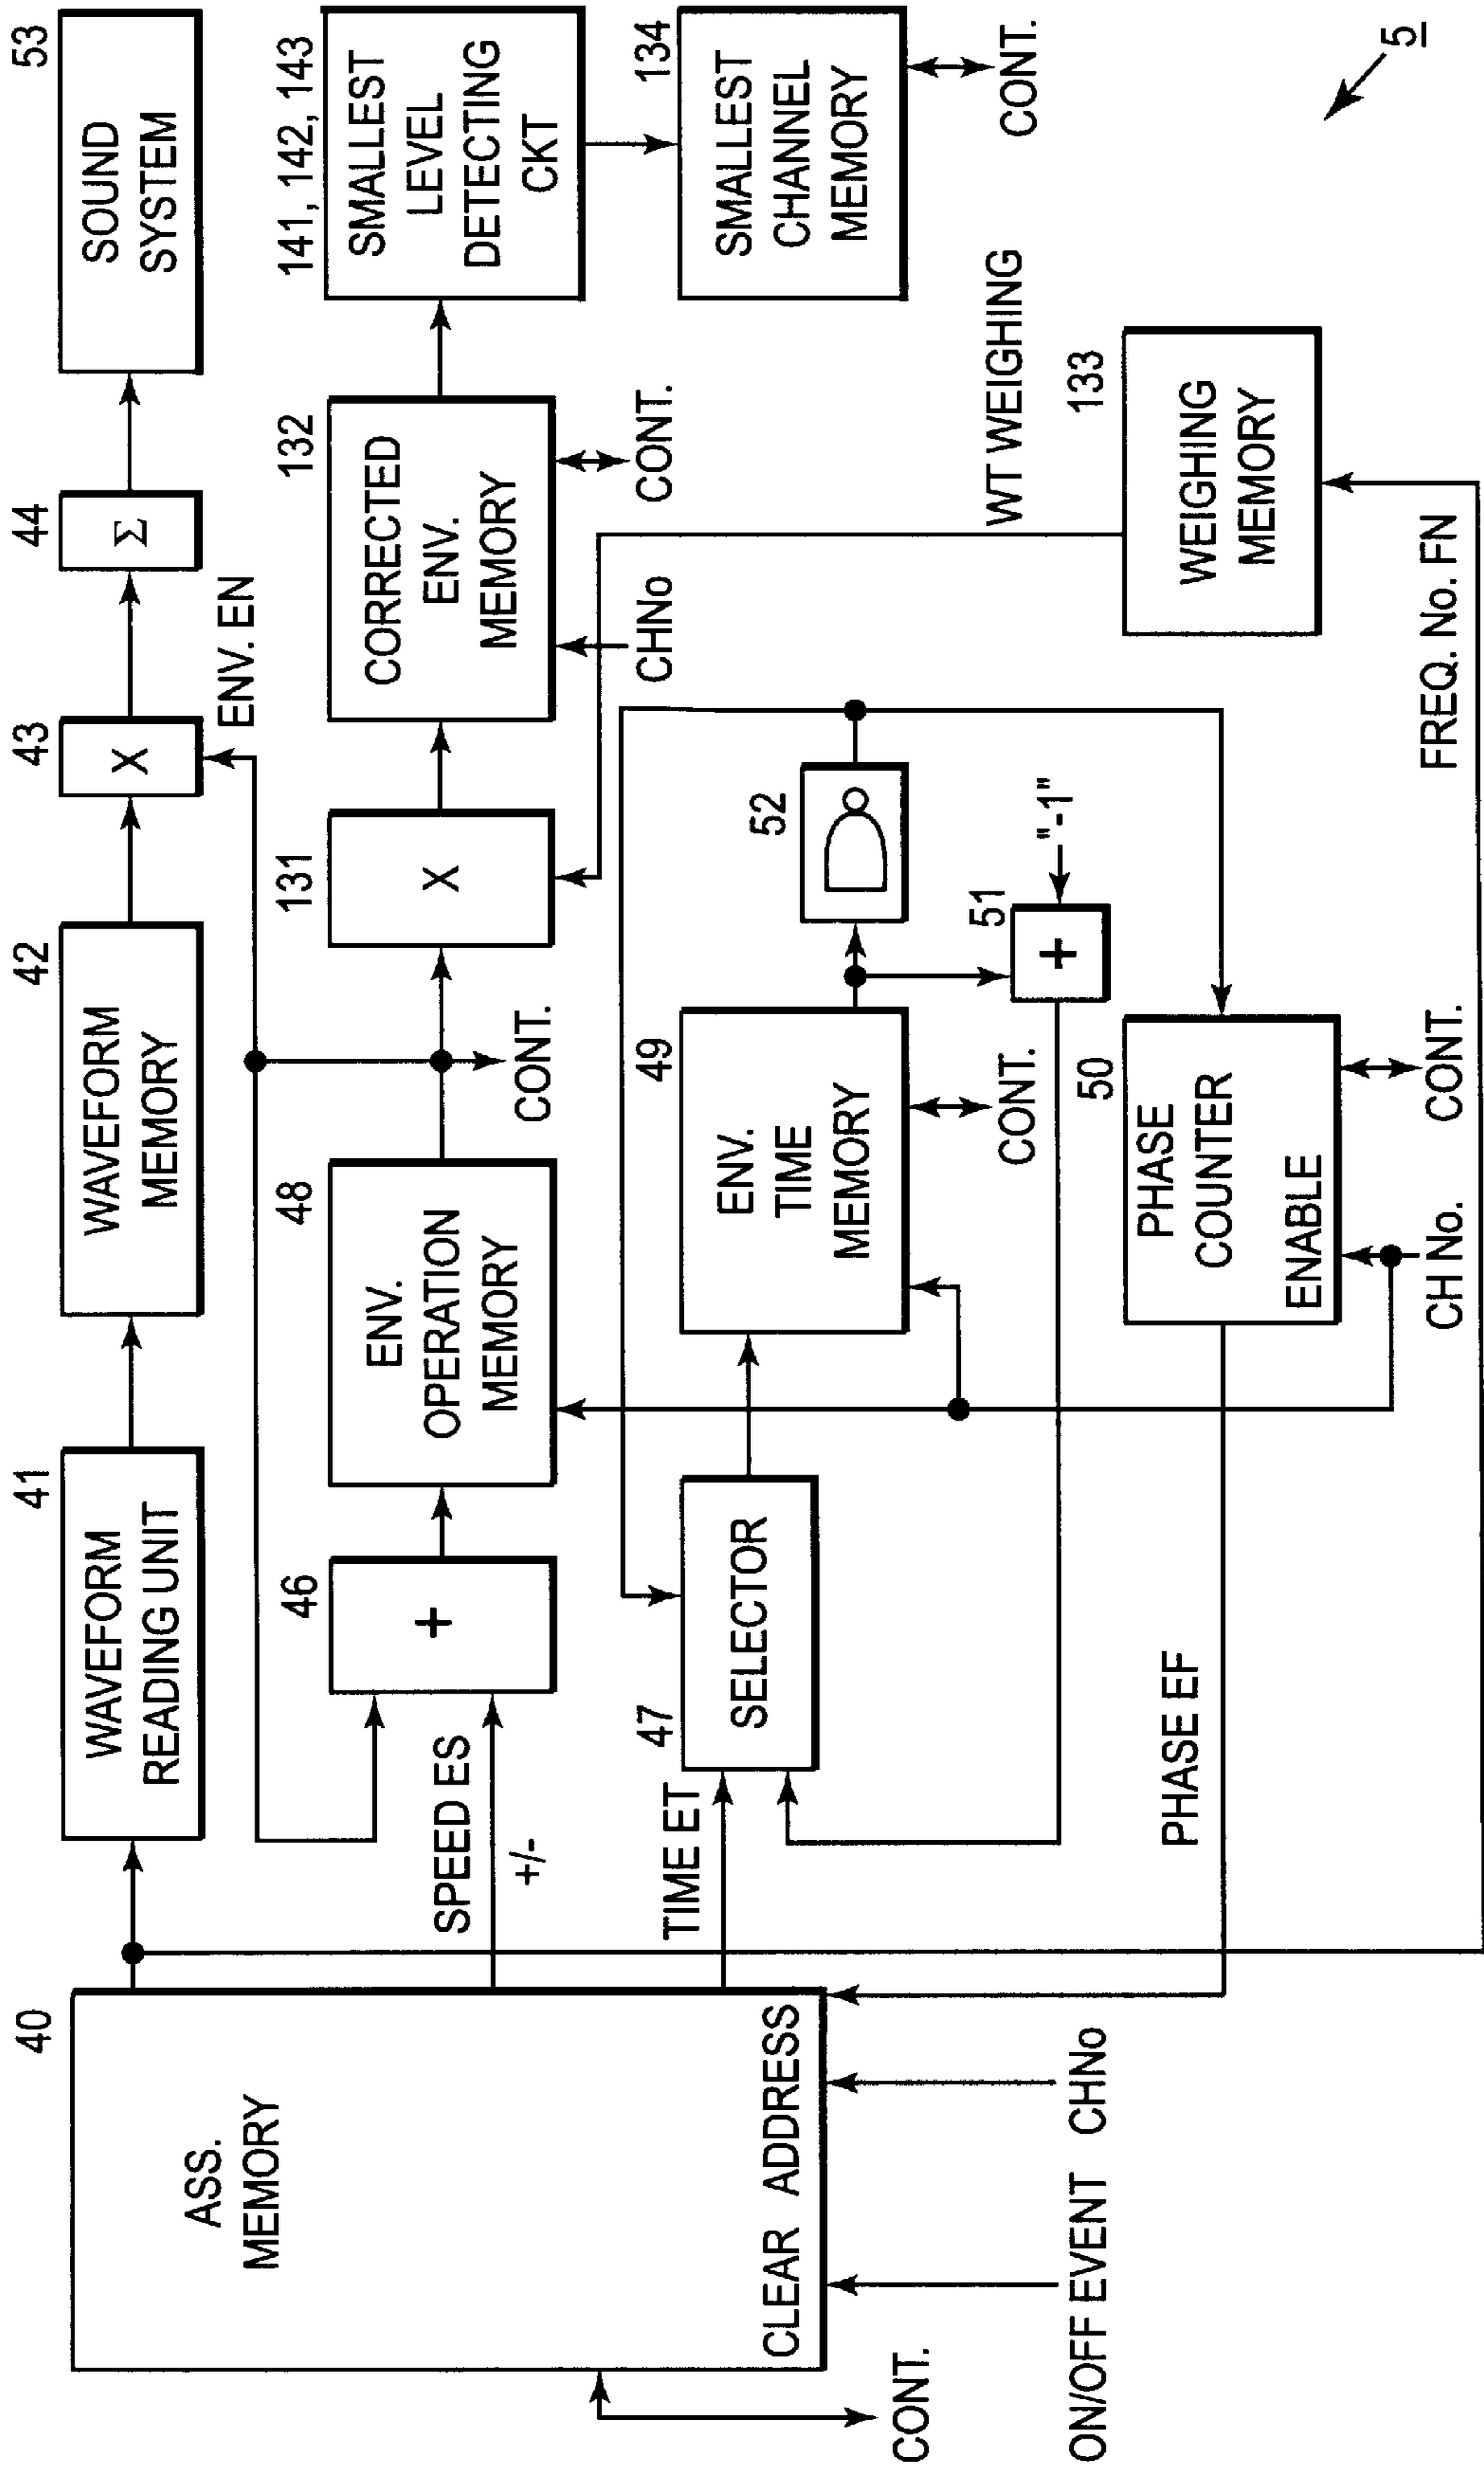 40
ASS.
MEMORY
CLEAR ADDRESS
CONT.
ON/OFF EVENT
CHNo
41
WAVEFORM
READING UNIT
42
WAVEFORM
MEMORY
43
X
44
Σ
53
SOUND
SYSTEM
ENV. EN
SPEED ES
+/-
46
+
48
ENV.
OPERATION
MEMORY
CONT.
131
X
132
CORRECTED
ENV.
MEMORY
CHNo
CONT.
141, 142, 143
SMALLEST
LEVEL
DETECTING
CKT
134
SMALLEST
CHANNEL
MEMORY
CONT.
TIME ET
47
SELECTOR
49
ENV.
TIME
MEMORY
CONT.
52
51
+
"-1"
WT WEIGHING
133
WEIGHING
MEMORY
PHASE EF
50
PHASE
COUNTER
ENABLE
CH No.
CONT.
FREQ. No. FN
5